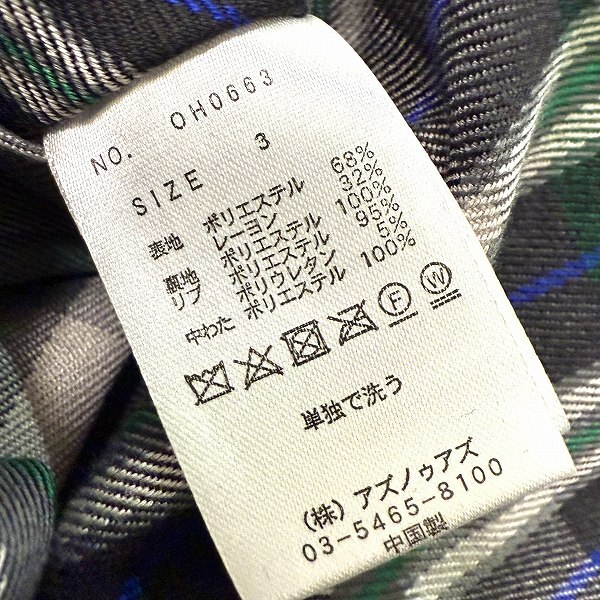 NO. OH0663
SIZE 3
表地 ポリエステル 68%
レーヨン 32%
裏地 ポリエステル 100%
リブ ポリエステル 95%
ポリウレタン 5%
中わた ポリエステル 100%
F W
単独で洗う
(株) アズノゥアズ
03-5465-8100
中国製